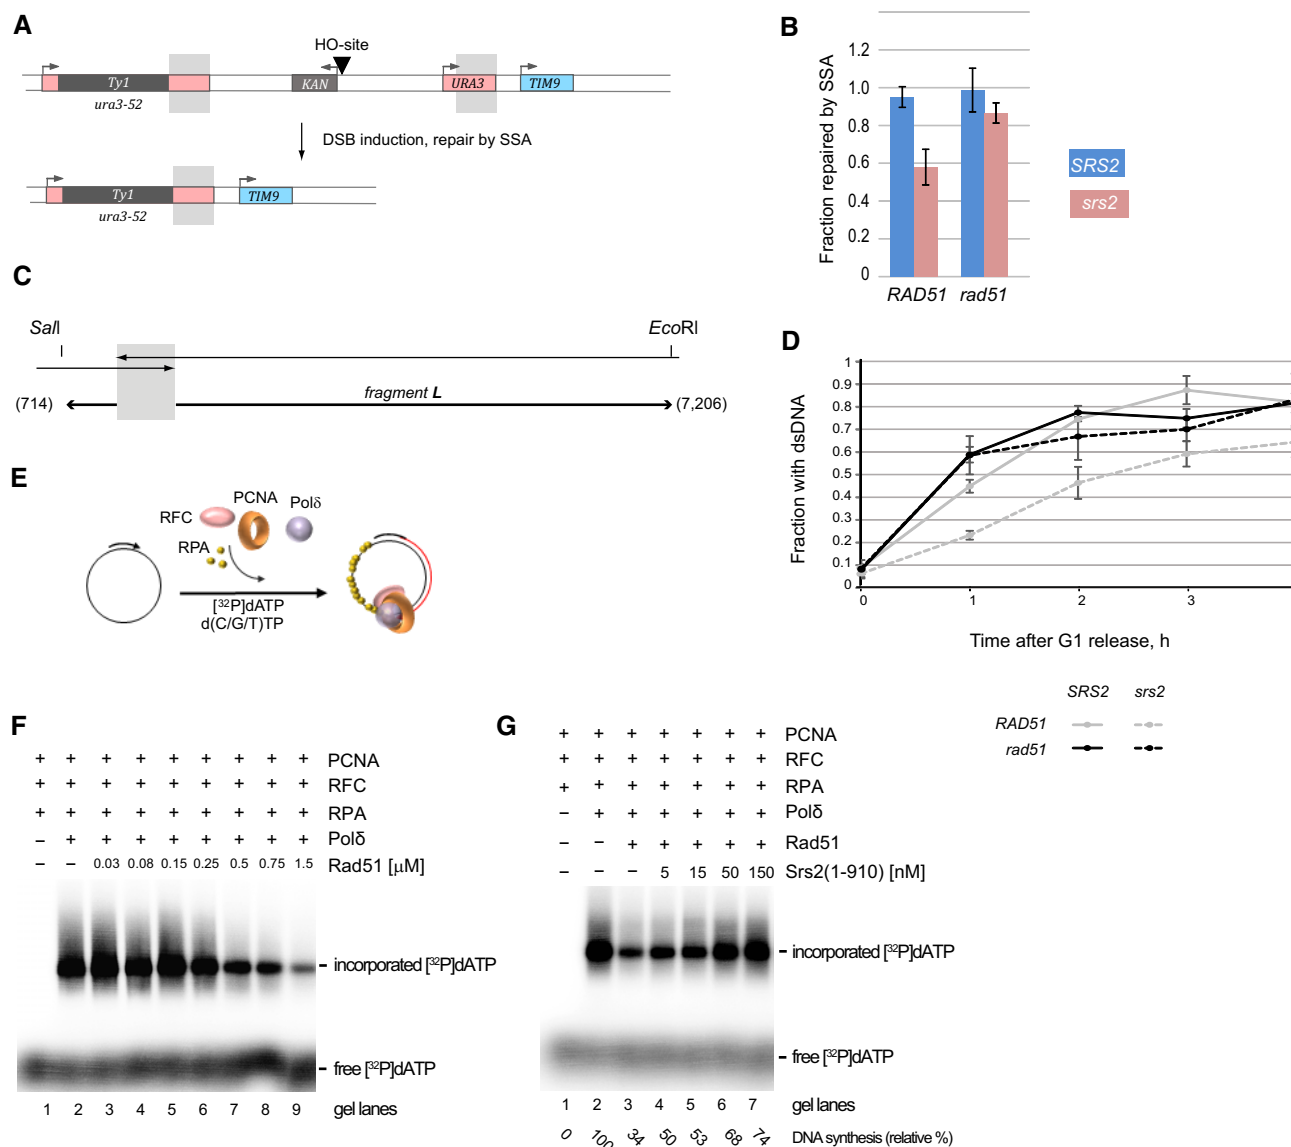 A
HO-site
Ty1
KAN
URA3
TIM9
ura3-52
DSB induction, repair by SSA
Ty1
TIM9
ura3-52
B
Fraction repaired by SSA
1.2
1.0
0.8
0.6
0.4
0.2
0
RAD51 rad51
SRS2
srs2
C
SalI
EcoRI
fragment L
(714)
(7,206)
D
Fraction with dsDNA
1
0.9
0.8
0.7
0.6
0.5
0.4
0.3
0.2
0.1
0
0 1 2 3
Time after G1 release, h
SRS2 srs2
RAD51
rad51
E
RFC
PCNA
Polδ
RPA
[³²P]dATP
d(C/G/T)TP
F
+ + + + + + + + + PCNA
+ + + + + + + + + RFC
+ + + + + + + + + RPA
– + + + + + + + + Polδ
– – 0.03 0.08 0.15 0.25 0.5 0.75 1.5 Rad51 [µM]
– incorporated [³²P]dATP
– free [³²P]dATP
1 2 3 4 5 6 7 8 9 gel lanes
G
+ + + + + + + PCNA
+ + + + + + + RFC
+ + + + + + + RPA
– + + + + + + Polδ
– – + + + + + Rad51
– – – 5 15 50 150 Srs2(1-910) [nM]
– incorporated [³²P]dATP
– free [³²P]dATP
1 2 3 4 5 6 7 gel lanes
0 100 34 50 53 68 74 DNA synthesis (relative %)